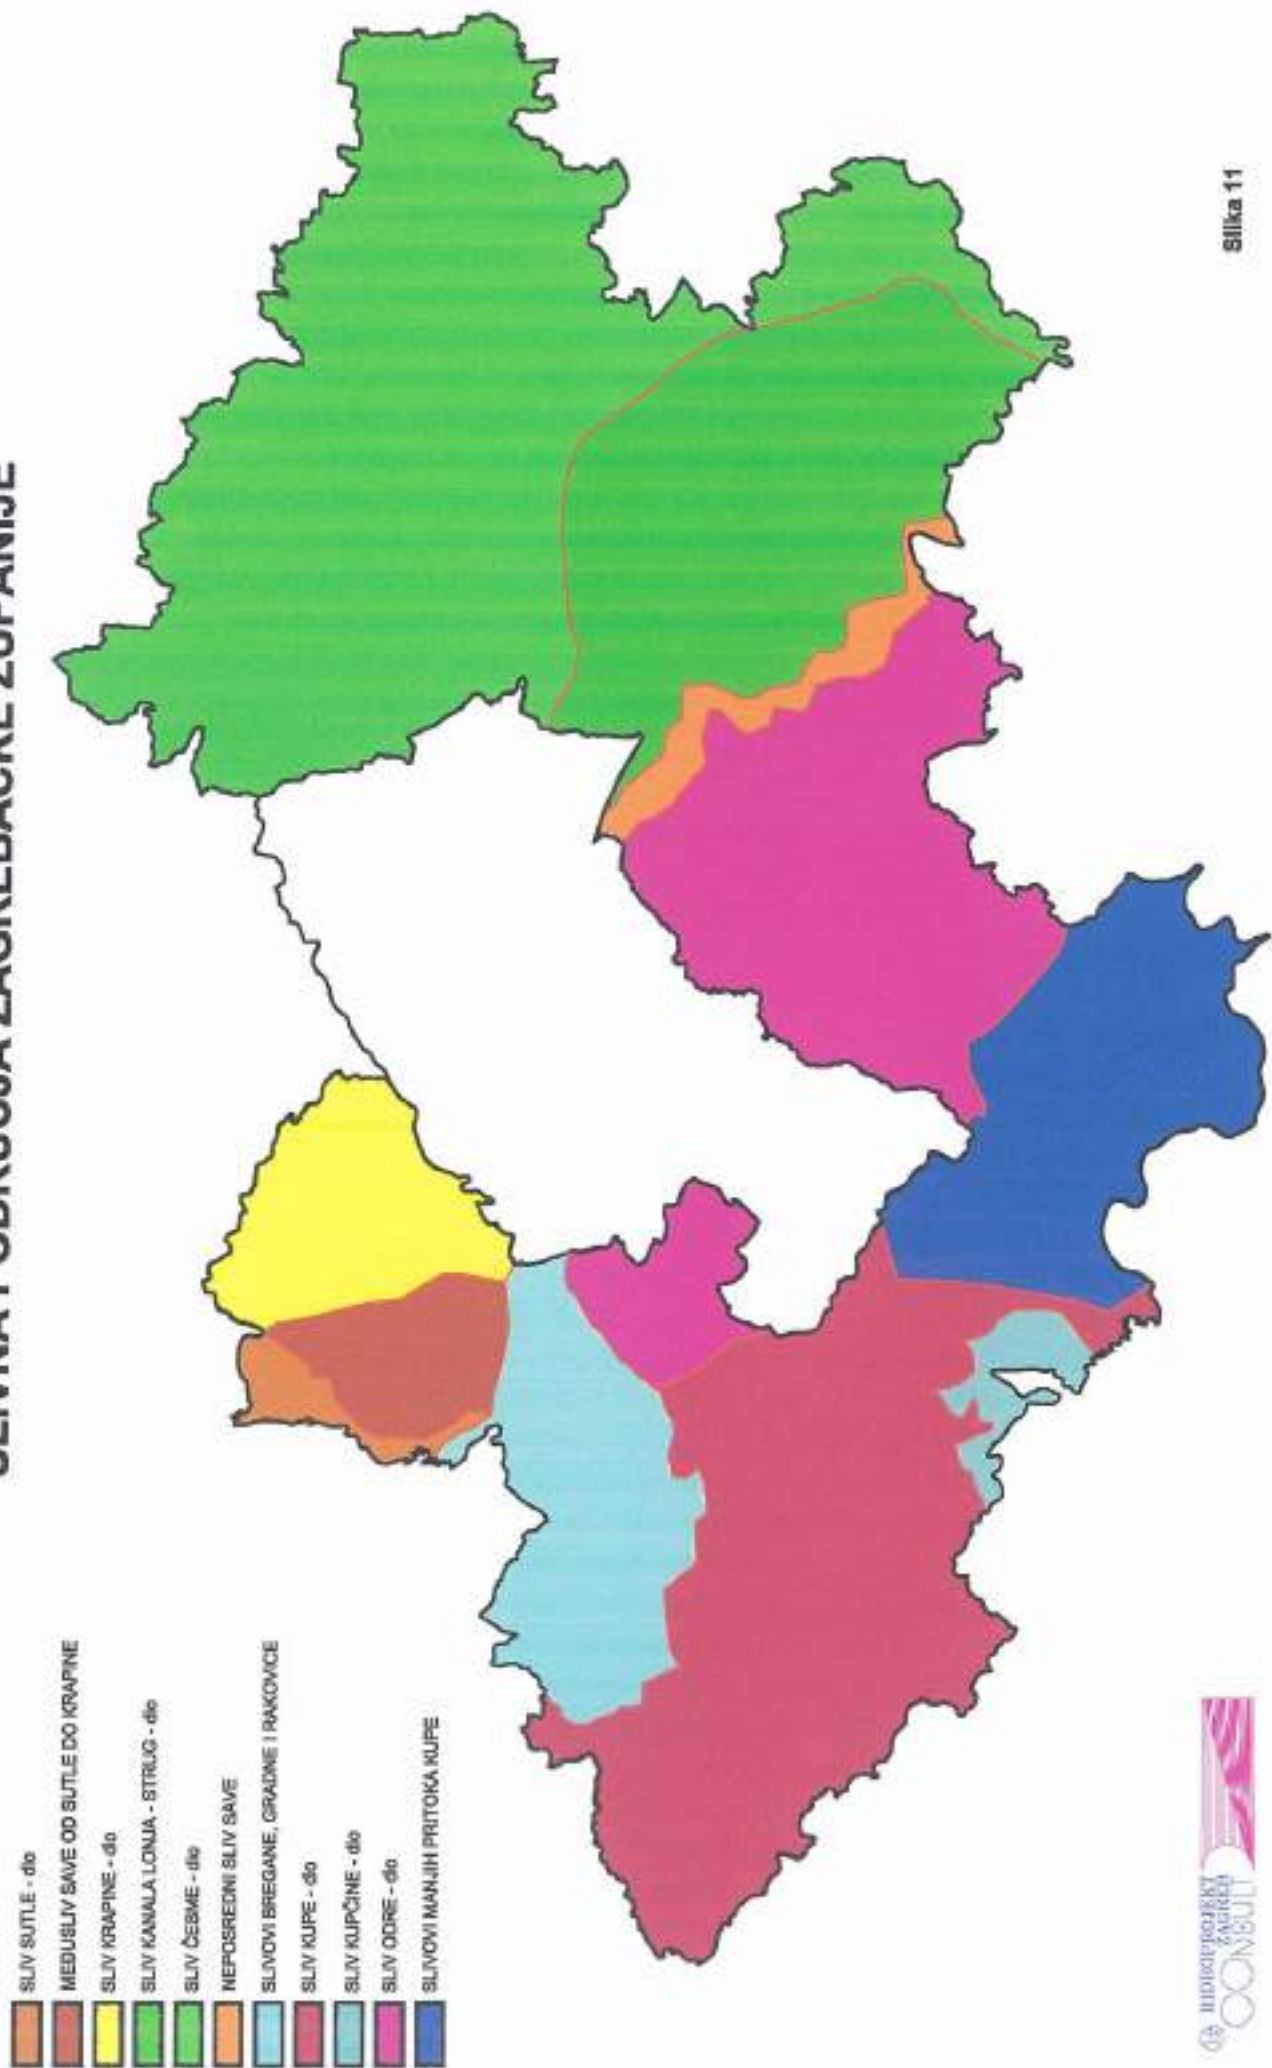 SLIVNA PODRUČJA ZAGREBAČKE ŽUPANIJE
SLIV SUTLE - dio
MEĐUSLIV SAVE OD SUTLE DO KRAPINE
SLIV KRAPINE - dio
SLIV KANALA LONJA - STRUG - dio
SLIV ČESME - dio
NEPOSREDNI SLIV SAVE
SLIVOVI BREGANE, GRADNE I RAKOVICE
SLIV KUPE - dio
SLIV KUPČINE - dio
SLIV ODRE - dio
SLIVOVI MANJIH PRITOKA KUPE
HIDROPROJEKT
ZAGREB
CONSULT
Slika 11